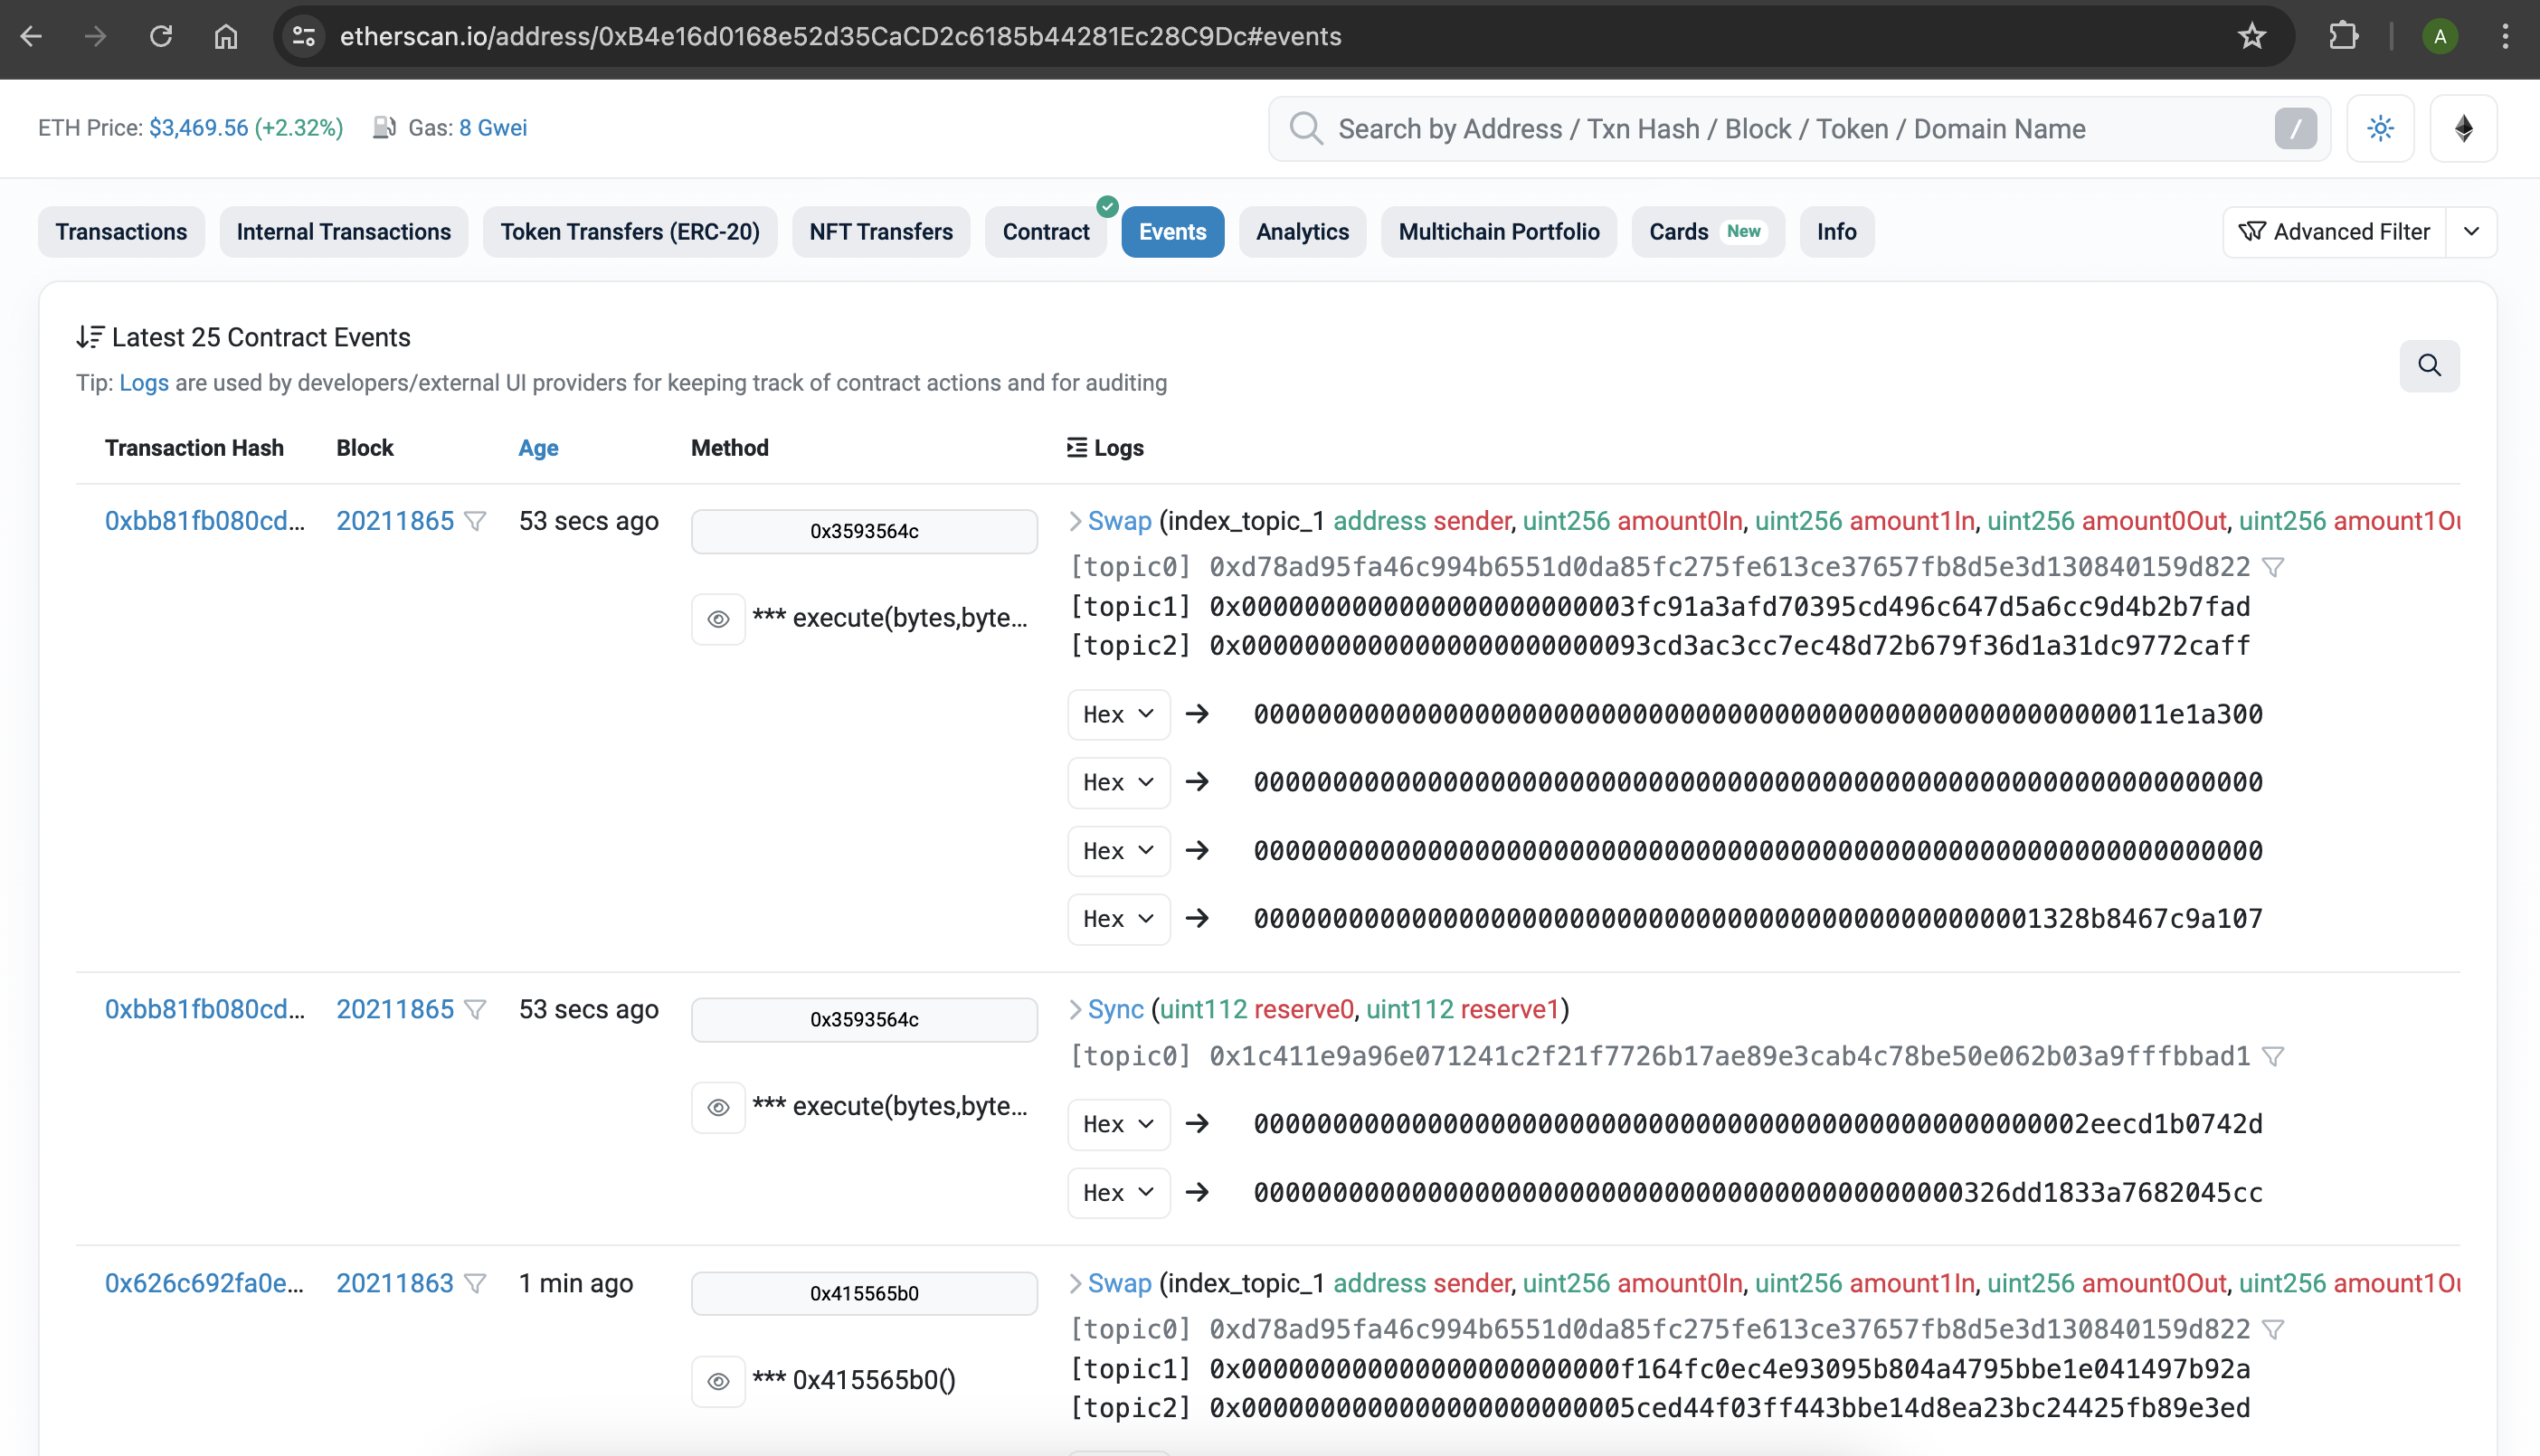 etherscan.io/address/0xB4e16d0168e52d35CaCD2c6185b44281Ec28C9Dc#events
A
ETH Price: $3,469.56 (+2.32%) Gas: 8 Gwei
Search by Address / Txn Hash / Block / Token / Domain Name /
Transactions Internal Transactions Token Transfers (ERC-20) NFT Transfers Contract Events Analytics Multichain Portfolio Cards New Info Advanced Filter
Latest 25 Contract Events
Tip: Logs are used by developers/external UI providers for keeping track of contract actions and for auditing
Transaction Hash Block Age Method Logs
0xbb81fb080cd... 20211865 53 secs ago 0x3593564c
*** execute(bytes,byte...
Swap (index_topic_1 address sender, uint256 amount0In, uint256 amount1In, uint256 amount0Out, uint256 amount1Ou
[topic0] 0xd78ad95fa46c994b6551d0da85fc275fe613ce37657fb8d5e3d130840159d822
[topic1] 0x0000000000000000000000003fc91a3afd70395cd496c647d5a6cc9d4b2b7fad
[topic2] 0x00000000000000000000000093cd3ac3cc7ec48d72b679f36d1a31dc9772caff
Hex → 0000000000000000000000000000000000000000000000000000000011e1a300
Hex → 0000000000000000000000000000000000000000000000000000000000000000
Hex → 0000000000000000000000000000000000000000000000000000000000000000
Hex → 00000000000000000000000000000000000000000000000001328b8467c9a107
0xbb81fb080cd... 20211865 53 secs ago 0x3593564c
*** execute(bytes,byte...
Sync (uint112 reserve0, uint112 reserve1)
[topic0] 0x1c411e9a96e071241c2f21f7726b17ae89e3cab4c78be50e062b03a9fffbbad1
Hex → 00000000000000000000000000000000000000000000000000002eecd1b0742d
Hex → 000000000000000000000000000000000000000000000326dd1833a7682045cc
0x626c692fa0e... 20211863 1 min ago 0x415565b0
*** 0x415565b0()
Swap (index_topic_1 address sender, uint256 amount0In, uint256 amount1In, uint256 amount0Out, uint256 amount1Ou
[topic0] 0xd78ad95fa46c994b6551d0da85fc275fe613ce37657fb8d5e3d130840159d822
[topic1] 0x000000000000000000000000f164fc0ec4e93095b804a4795bbe1e041497b92a
[topic2] 0x0000000000000000000000005ced44f03ff443bbe14d8ea23bc24425fb89e3ed